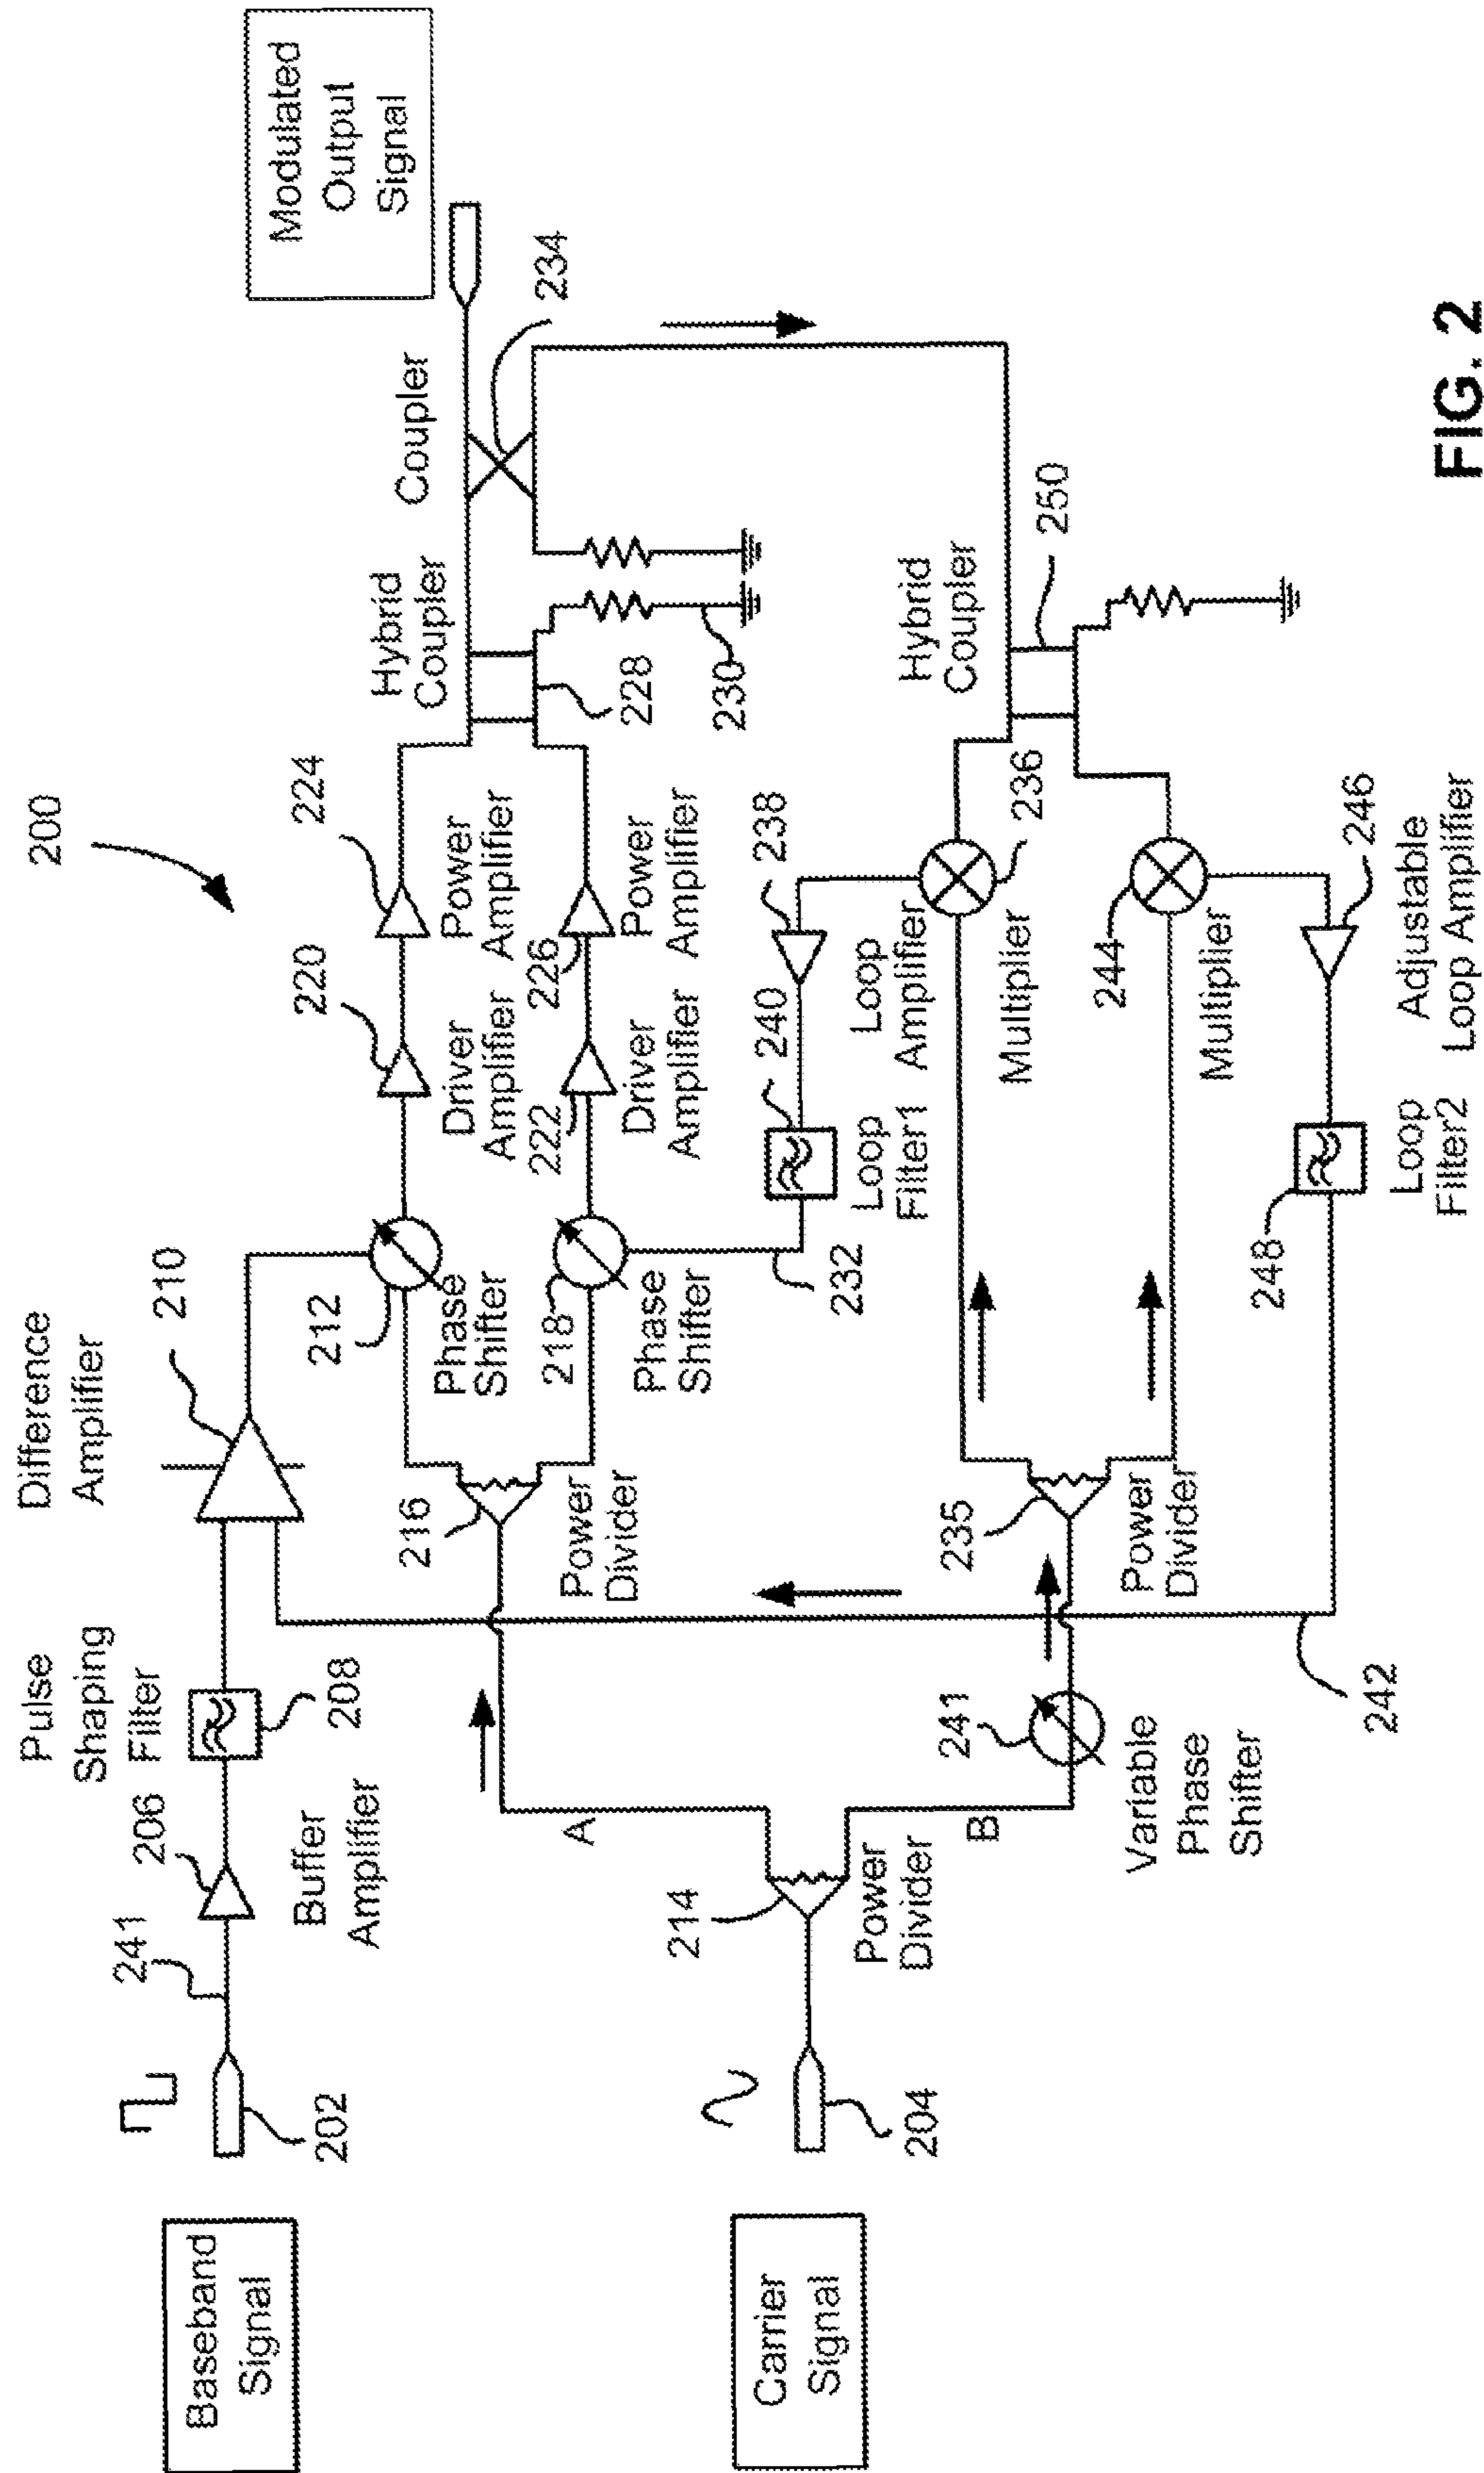 200
Baseband
Signal
202
241
206
Buffer
Amplifier
Pulse
Shaping
Filter
208
Difference
Amplifier
210
212
Phase
Shifter
220
Driver
Amplifier
224
Power
Amplifier
Hybrid
Coupler
228
230
Coupler
234
Modulated
Output
Signal
216
Power
Divider
218
Phase
Shifter
222
Driver
Amplifier
226
Power
Amplifier
232
240
Loop
Filter1
238
Loop
Amplifier
Carrier
Signal
204
214
Power
Divider
A
B
241
Variable
Phase
Shifter
235
Power
Divider
236
Multiplier
244
Multiplier
Hybrid
Coupler
250
242
248
Loop
Filter2
246
Adjustable
Loop Amplifier
FIG. 2